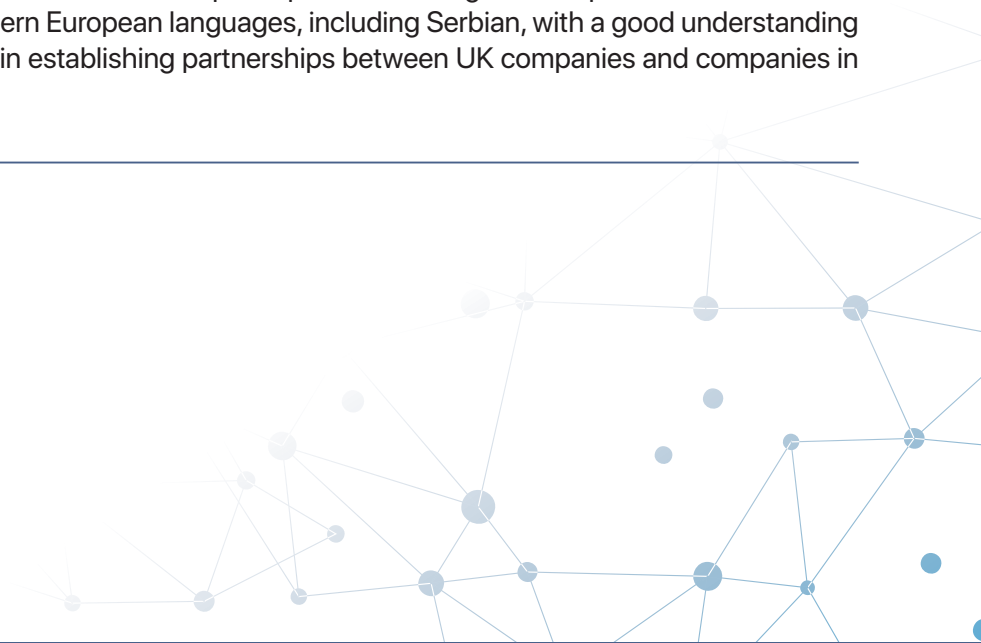 ern European languages, including Serbian, with a good understanding
in establishing partnerships between UK companies and companies in